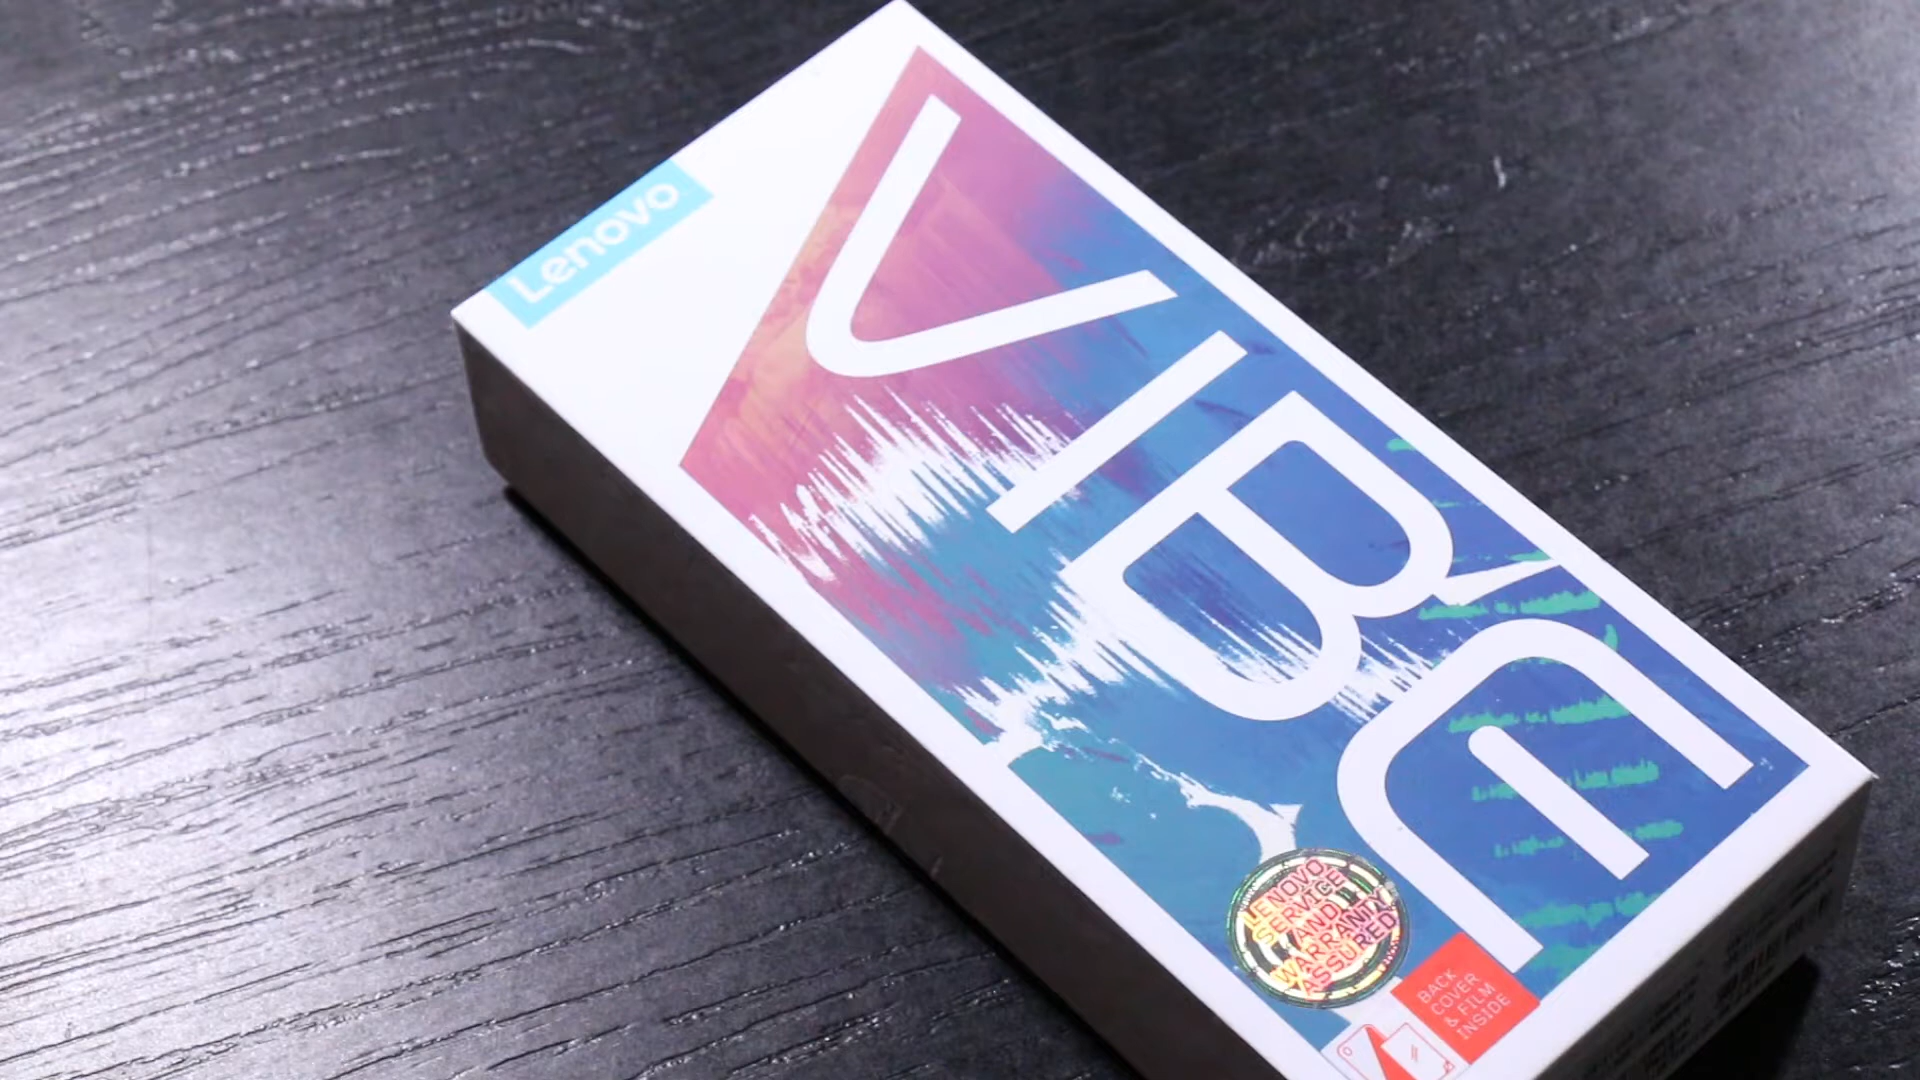 Lenovo
VIBE
LENOVO
SERVICE
AND
WARRANTY
ASSURED
BACK
COVER
& FILM
INSIDE